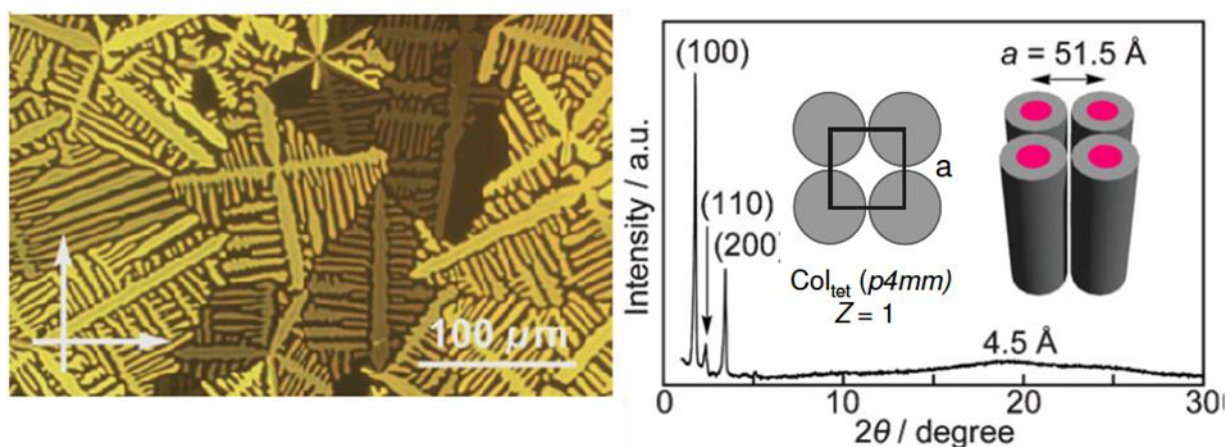 100 µm
Intensity / a.u.
(100)
(110)
(200)
a
Col_tet (p4mm)
Z = 1
a = 51.5 Å
4.5 Å
0
10
20
30
2θ / degree